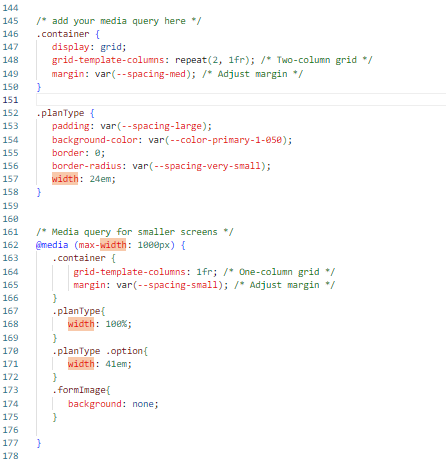 144
145 /* add your media query here */
146 .container {
147 display: grid;
148 grid-template-columns: repeat(2, 1fr); /* Two-column grid */
149 margin: var(--spacing-med); /* Adjust margin */
150 }
151
152 .planType {
153 padding: var(--spacing-large);
154 background-color: var(--color-primary-1-050);
155 border: 0;
156 border-radius: var(--spacing-very-small);
157 width: 24em;
158 }
159
160
161 /* Media query for smaller screens */
162 @media (max-width: 1000px) {
163 .container {
164 grid-template-columns: 1fr; /* One-column grid */
165 margin: var(--spacing-small); /* Adjust margin */
166 }
167 .planType{
168 width: 100%;
169 }
170 .planType .option{
171 width: 41em;
172 }
173 .formImage{
174 background: none;
175 }
176
177 }
178